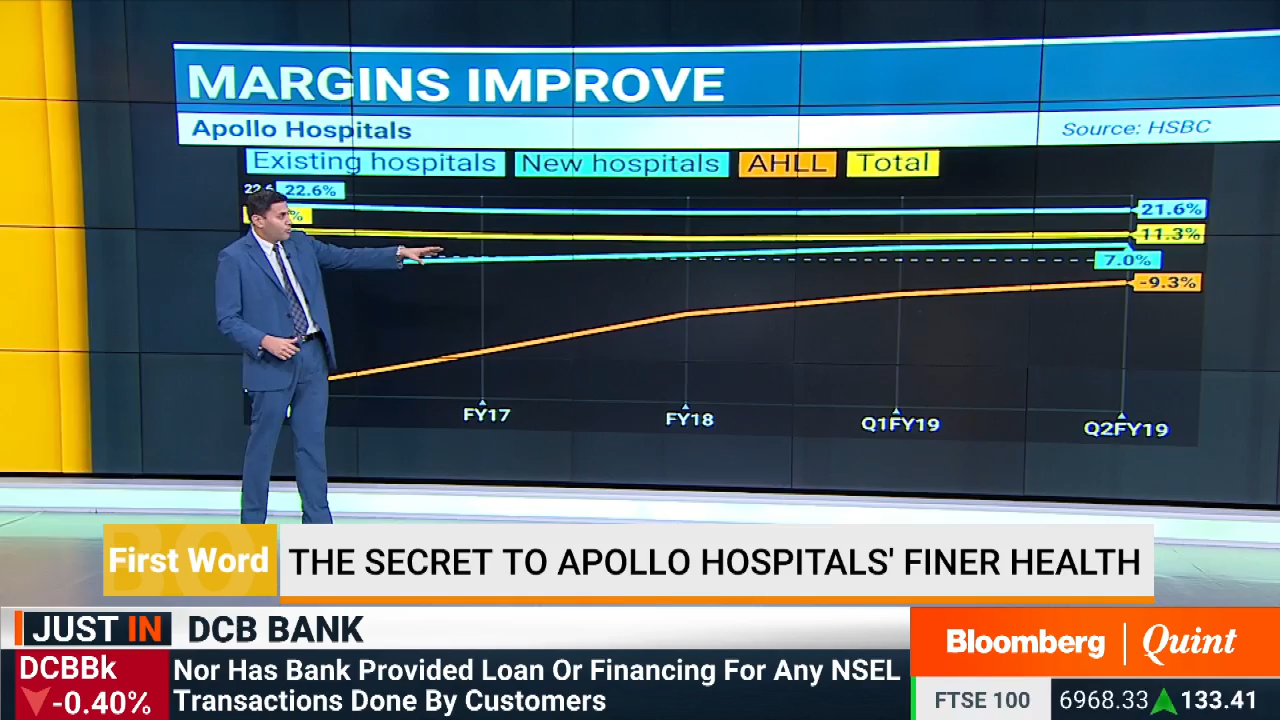 MARGINS IMPROVE
Apollo Hospitals
Source: HSBC
Existing hospitals New hospitals AHLL Total
22.6 22.6%
%
21.6%
11.3%
7.0%
-9.3%
FY17 FY18 Q1FY19 Q2FY19
First Word
THE SECRET TO APOLLO HOSPITALS' FINER HEALTH
JUST IN DCB BANK
DCBBk
-0.40%
Nor Has Bank Provided Loan Or Financing For Any NSEL
Transactions Done By Customers
Bloomberg | Quint
FTSE 100 6968.33 133.41